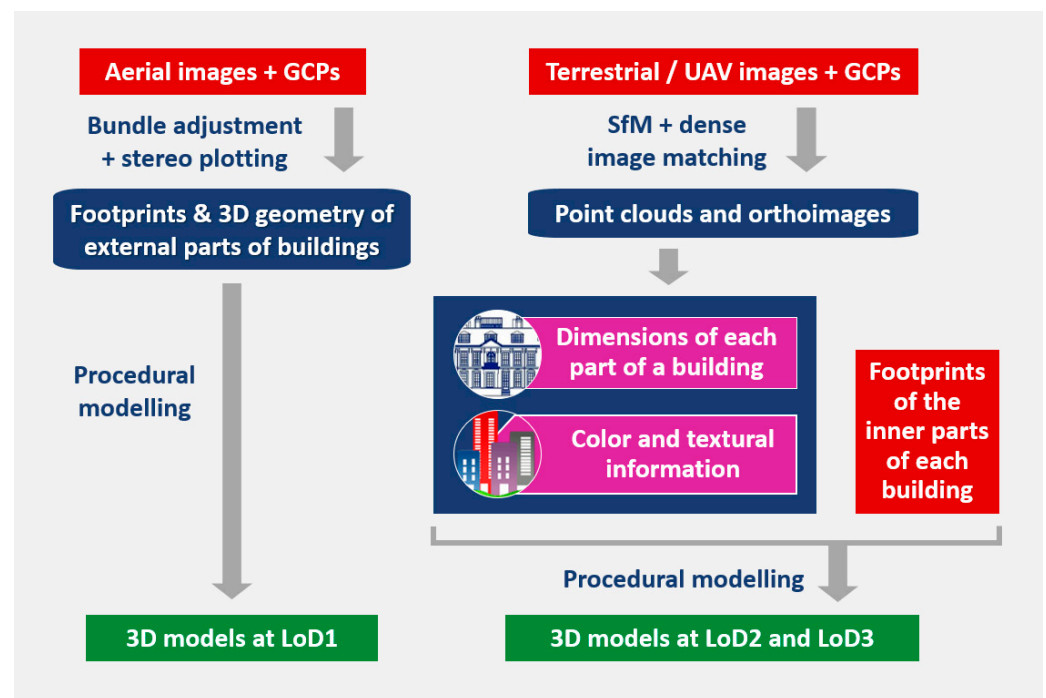 Aerial images + GCPs
Bundle adjustment
+ stereo plotting
Footprints & 3D geometry of
external parts of buildings
Procedural
modelling
3D models at LoD1
Terrestrial / UAV images + GCPs
SfM + dense
image matching
Point clouds and orthoimages
Dimensions of each
part of a building
Color and textural
information
Footprints
of the
inner parts
of each
building
Procedural modelling
3D models at LoD2 and LoD3